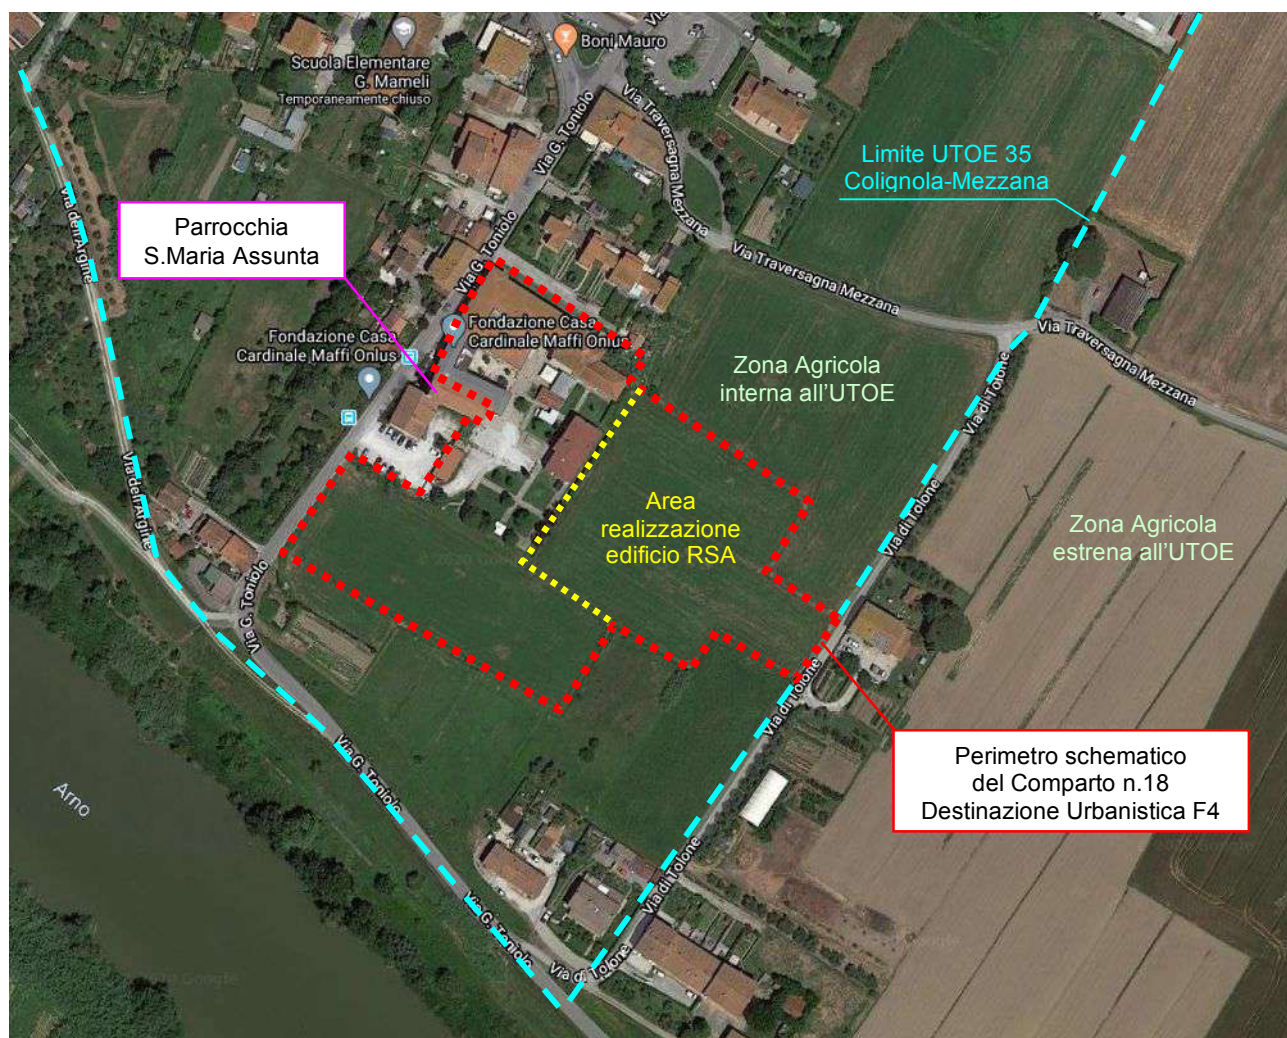 Boni Mauro
Scuola Elementare
G. Mameli
Temporaneamente chiuso
Via G. Toniolo
Via Traversagna Mezzana
Limite UTOE 35
Colignola-Mezzana
Via dell'Argine
Parrocchia
S.Maria Assunta
Via G. Toniolo
Via Traversagna Mezzana
Via Traversagna Mezzana
Fondazione Casa
Cardinale Maffi Onlus
Fondazione Casa
Cardinale Maffi Onlus
Zona Agricola
interna all'UTOE
Via di Tolone
Via dell'Argine
Area
realizzazione
edificio RSA
Via di Tolone
Zona Agricola
estrena all'UTOE
Via G. Toniolo
Via di Tolone
Perimetro schematico
del Comparto n.18
Destinazione Urbanistica F4
Via G. Toniolo
Arno
Via di Tolone
Via G. Toniolo
Via di Tolone